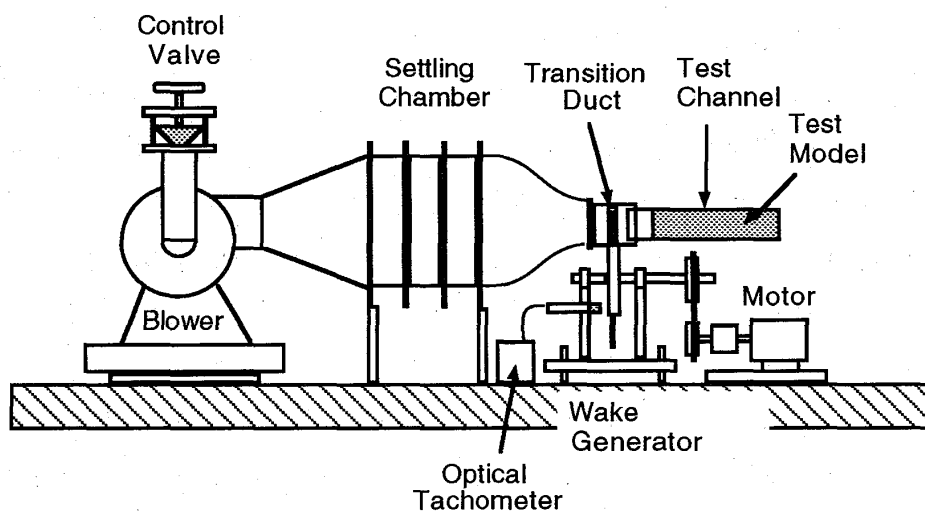 Control
Valve
Settling
Chamber
Transition
Duct
Test
Channel
Test
Model
Blower
Motor
Wake
Generator
Optical
Tachometer